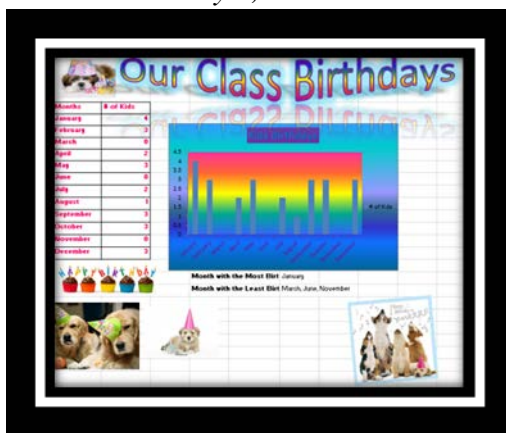 Our Class Birthdays
Months # of Kids
January 4
February 3
March 0
April 2
May 3
June 0
July 2
August 1
September 3
October 3
November 0
December 3
4.5
4
3.5
3
2.5
2
1.5
1
0.5
0
# of Kids
Month with the Most Birt January
Month with the Least Birt March, June, November